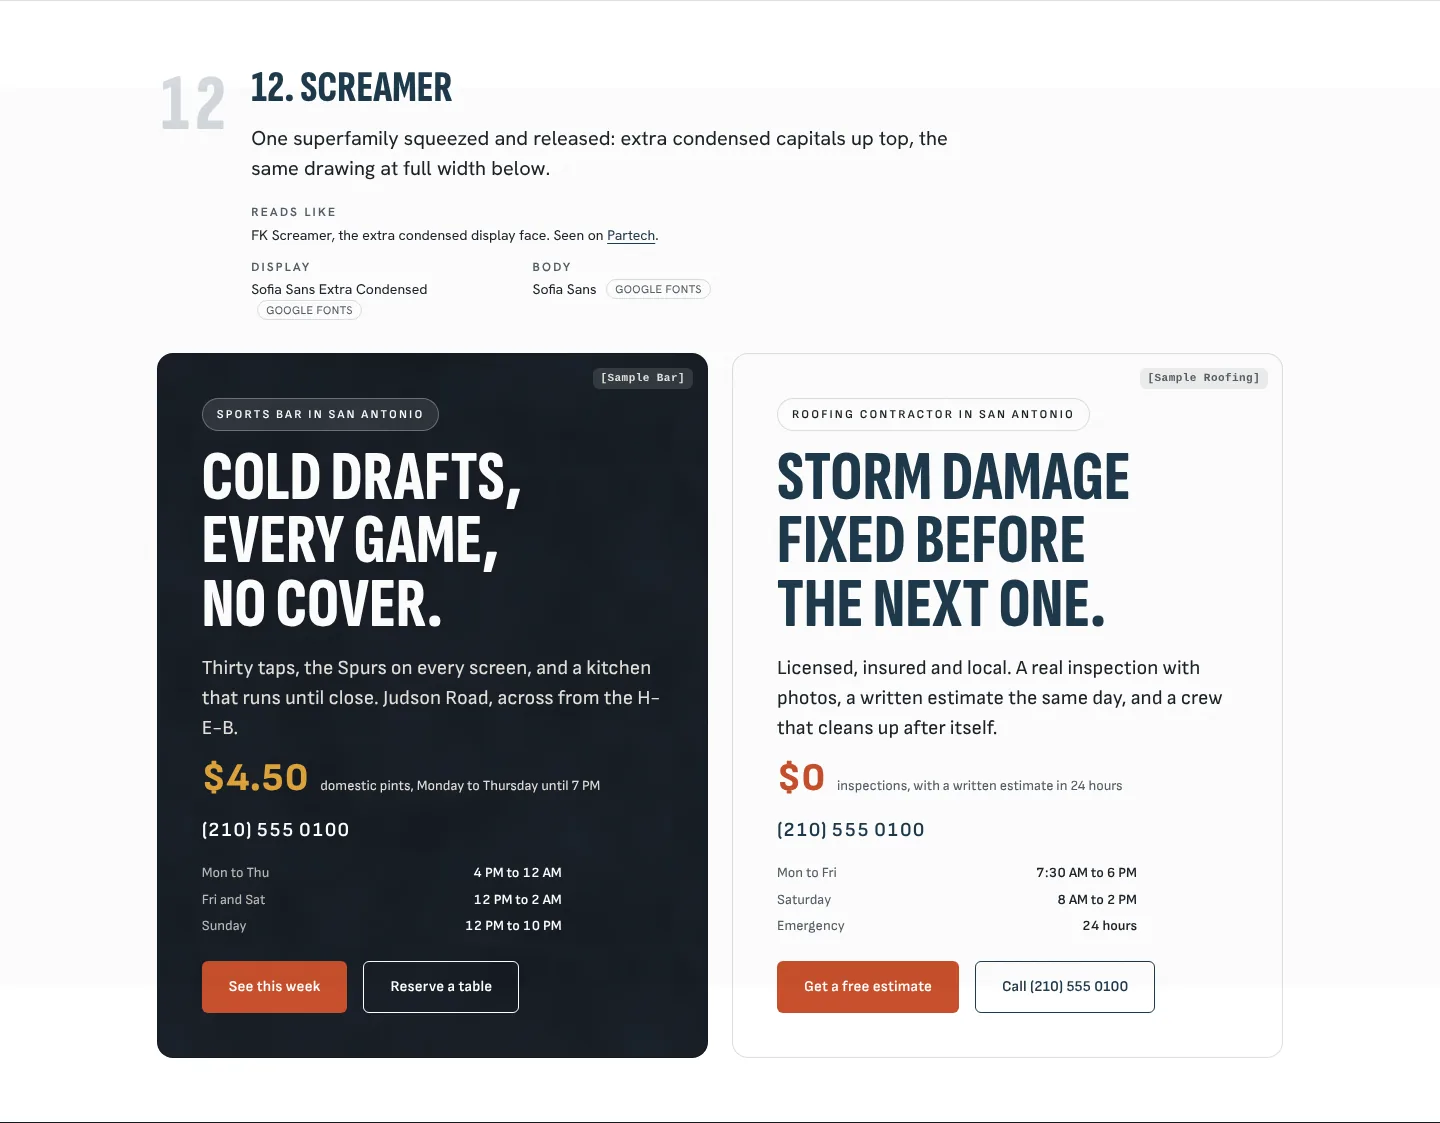 12
12. SCREAMER
One superfamily squeezed and released: extra condensed capitals up top, the
same drawing at full width below.
READS LIKE
FK Screamer, the extra condensed display face. Seen on Partech.
DISPLAY
Sofia Sans Extra Condensed
GOOGLE FONTS
BODY
Sofia Sans GOOGLE FONTS
[Sample Bar]
SPORTS BAR IN SAN ANTONIO
COLD DRAFTS,
EVERY GAME,
NO COVER.
Thirty taps, the Spurs on every screen, and a kitchen
that runs until close. Judson Road, across from the H-
E-B.
$4.50 domestic pints, Monday to Thursday until 7 PM
(210) 555 0100
Mon to Thu 4 PM to 12 AM
Fri and Sat 12 PM to 2 AM
Sunday 12 PM to 10 PM
See this week Reserve a table
[Sample Roofing]
ROOFING CONTRACTOR IN SAN ANTONIO
STORM DAMAGE
FIXED BEFORE
THE NEXT ONE.
Licensed, insured and local. A real inspection with
photos, a written estimate the same day, and a crew
that cleans up after itself.
$0 inspections, with a written estimate in 24 hours
(210) 555 0100
Mon to Fri 7:30 AM to 6 PM
Saturday 8 AM to 2 PM
Emergency 24 hours
Get a free estimate Call (210) 555 0100